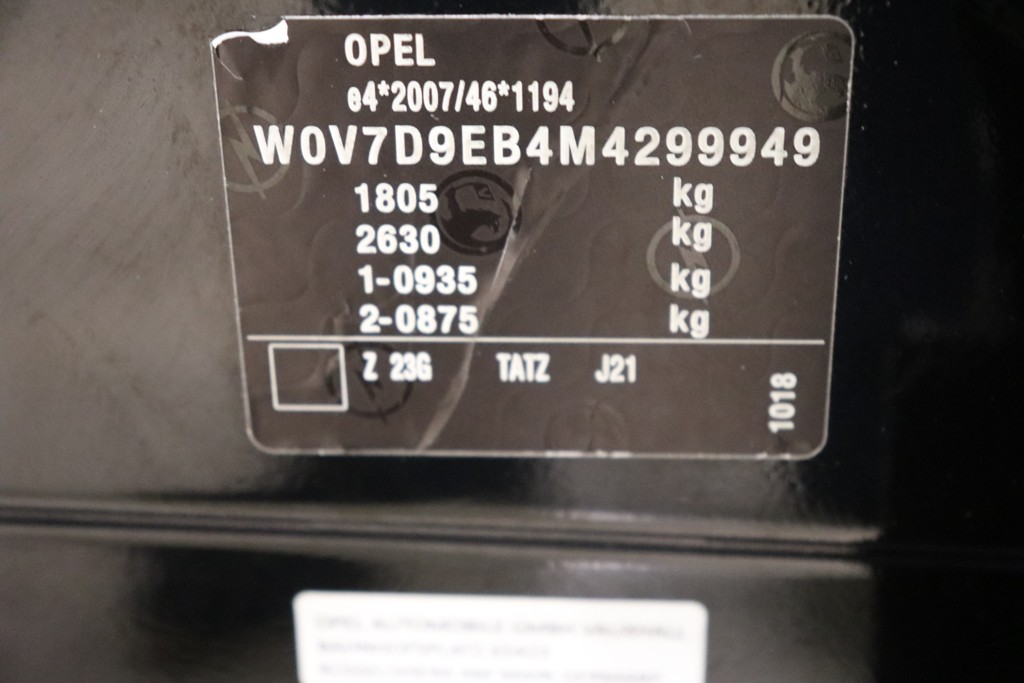 OPEL
e4*2007/46*1194
W0V7D9EB4M4299949
1805 kg
2630 kg
1-0935 kg
2-0875 kg
Z 23G TATZ J21
1018